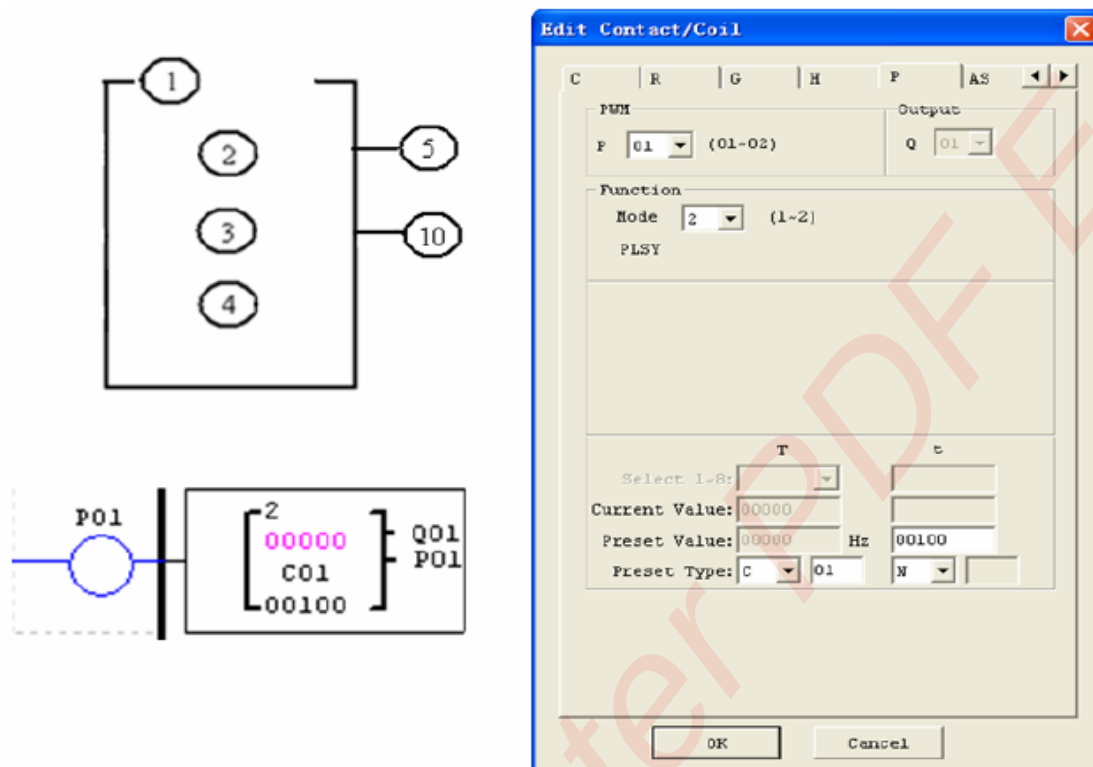 1
2
3
4
5
10
P01
2
00000
C01
00100
Q01
P01
Edit Contact/Coil
C R G H P AS
PWM
P 01 (01~02)
Output
Q 01
Function
Mode 2 (1~2)
PLSY
T t
Select 1-8:
Current Value: 00000
Preset Value: 00000 Hz 00100
Preset Type: C 01 N
OK Cancel
ter PDF E